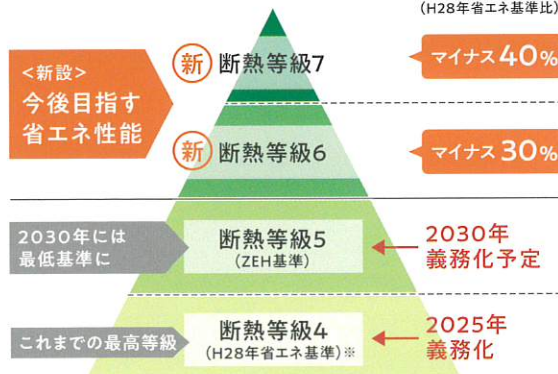 (H28年省エネ基準比)
<新設>
今後目指す
省エネ性能
新 断熱等級7
マイナス40%
新 断熱等級6
マイナス30%
2030年には
最低基準に
断熱等級5
(ZEH基準)
2030年
義務化予定
これまでの最高等級
断熱等級4
(H28年省エネ基準)※
2025年
義務化